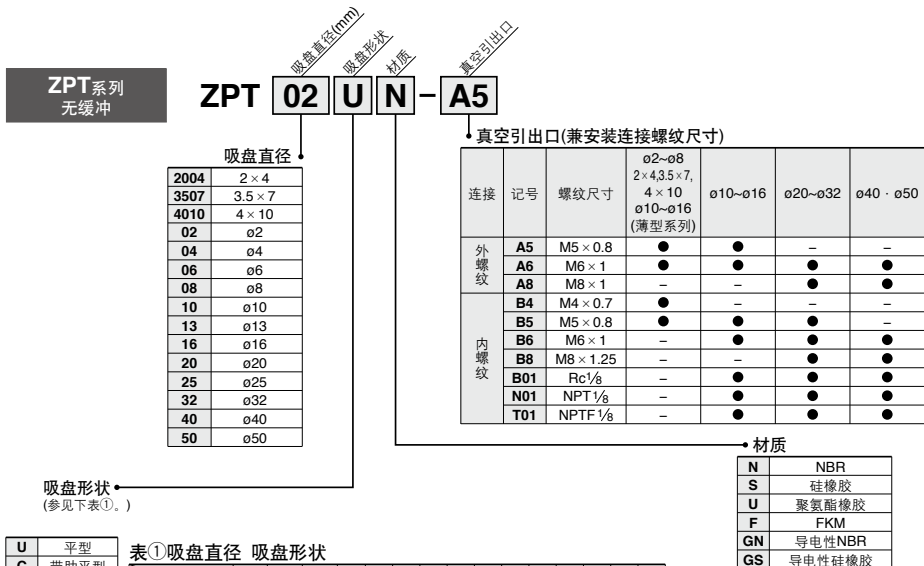 吸盘直径(mm)
吸盘形状
材质
真空引出口
ZPT系列
无缓冲
ZPT 02 U N - A5
吸盘直径
2004 2×4
3507 3.5×7
4010 4×10
02 ø2
04 ø4
06 ø6
08 ø8
10 ø10
13 ø13
16 ø16
20 ø20
25 ø25
32 ø32
40 ø40
50 ø50
真空引出口(兼安装连接螺纹尺寸)
连接 记号 螺纹尺寸 ø2~ø8 2×4,3.5×7, 4×10 ø10~ø16 (薄型系列) ø10~ø16 ø20~ø32 ø40·ø50
外螺纹
A5 M5×0.8 ● ● – –
A6 M6×1 ● ● ● ●
A8 M8×1 – – ● ●
内螺纹
B4 M4×0.7 ● – – –
B5 M5×0.8 ● ● ● –
B6 M6×1 – ● ● ●
B8 M8×1.25 – – ● ●
B01 Rc1/8 – ● ● ●
N01 NPT1/8 – ● ● ●
T01 NPTF1/8 – ● ● ●
材质
N NBR
S 硅橡胶
U 聚氨酯橡胶
F FKM
GN 导电性NBR
GS 导电性硅橡胶
吸盘形状
(参见下表①。)
U 平型
C 带肋平型
表①吸盘直径 吸盘形状